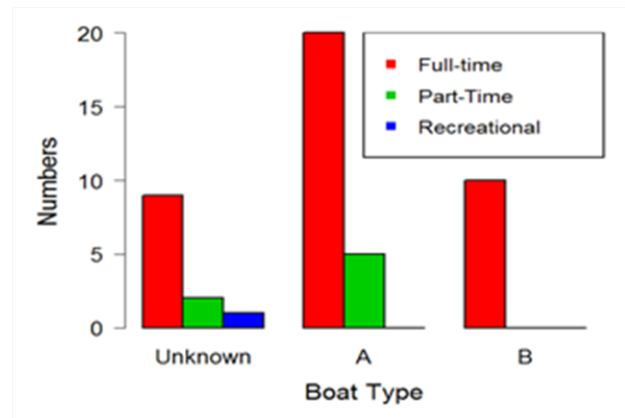 20
15
10
5
0
Numbers
Full-time
Part-Time
Recreational
Unknown A B
Boat Type